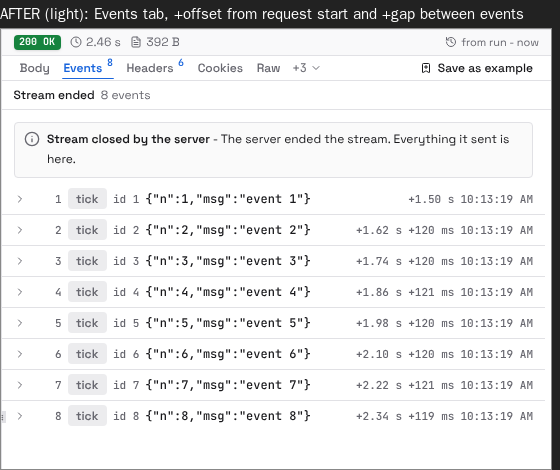 AFTER (light): Events tab, +offset from request start and +gap between events
200 OK 2.46 s 392 B from run - now
Body Events 8 Headers 6 Cookies Raw +3 Save as example
Stream ended 8 events
Stream closed by the server - The server ended the stream. Everything it sent is
here.
1 tick id 1 {"n":1,"msg":"event 1"} +1.50 s 10:13:19 AM
2 tick id 2 {"n":2,"msg":"event 2"} +1.62 s +120 ms 10:13:19 AM
3 tick id 3 {"n":3,"msg":"event 3"} +1.74 s +120 ms 10:13:19 AM
4 tick id 4 {"n":4,"msg":"event 4"} +1.86 s +121 ms 10:13:19 AM
5 tick id 5 {"n":5,"msg":"event 5"} +1.98 s +120 ms 10:13:19 AM
6 tick id 6 {"n":6,"msg":"event 6"} +2.10 s +120 ms 10:13:19 AM
7 tick id 7 {"n":7,"msg":"event 7"} +2.22 s +121 ms 10:13:19 AM
8 tick id 8 {"n":8,"msg":"event 8"} +2.34 s +119 ms 10:13:19 AM